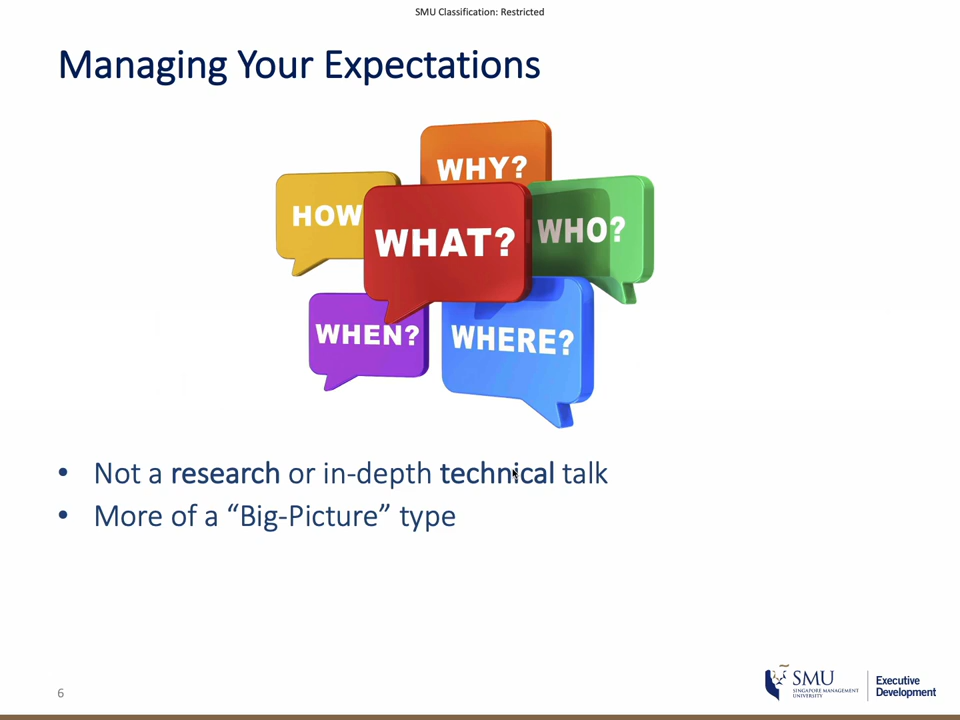 SMU Classification: Restricted
Managing Your Expectations
WHY?
HOW
WHAT?
WHO?
WHEN?
WHERE?
• Not a research or in-depth technical talk
• More of a “Big-Picture” type
6
SMU
SINGAPORE MANAGEMENT
UNIVERSITY
Executive
Development